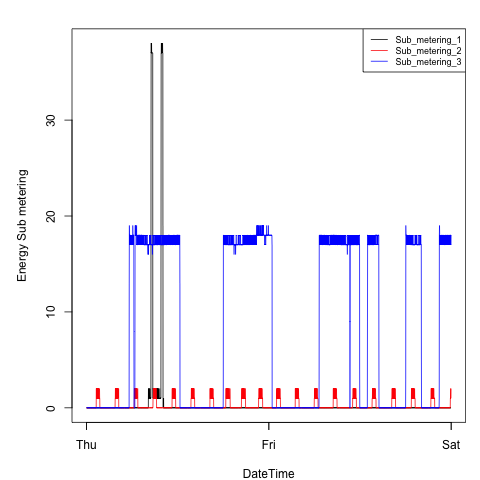 Sub_metering_1
Sub_metering_2
Sub_metering_3
Energy Sub metering
30
20
10
0
Thu Fri Sat
DateTime